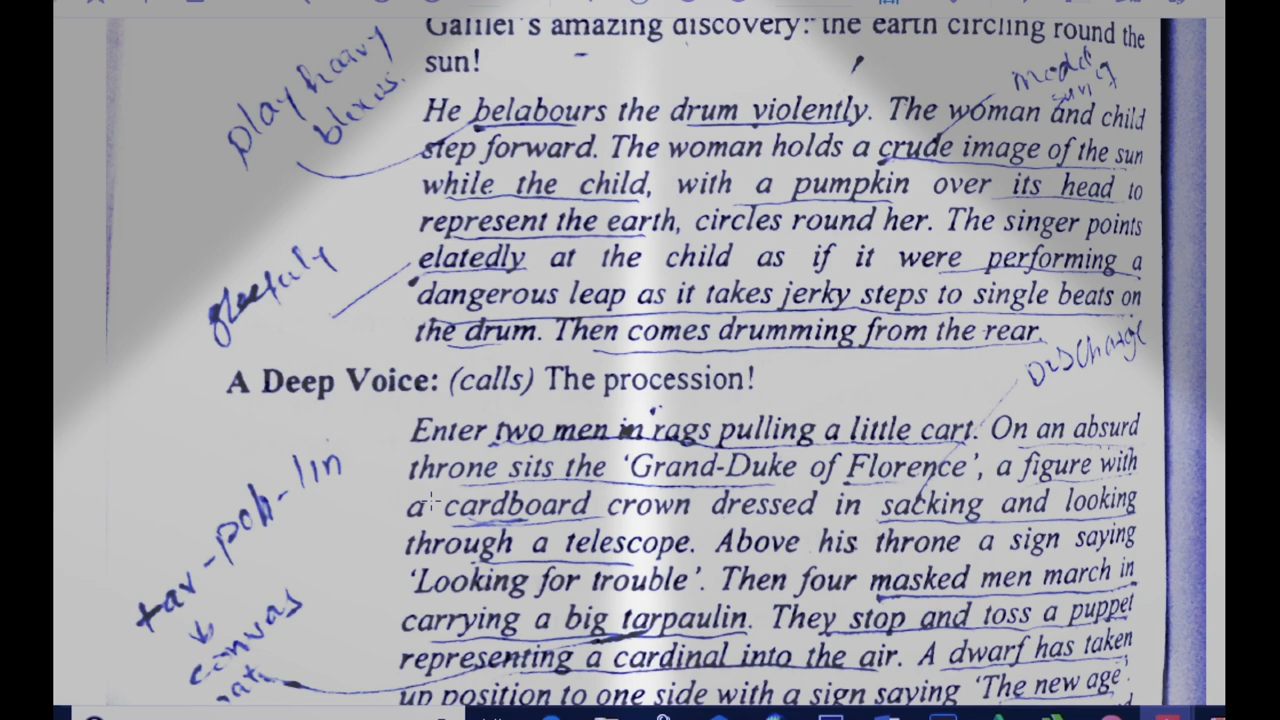 Galilei's amazing discovery: the earth circling round the
sun!
play heavy
blows.
model
sun
He belabours the drum violently. The woman and child
step forward. The woman holds a crude image of the sun
while the child, with a pumpkin over its head to
represent the earth, circles round her. The singer points
gleefuly
elatedly at the child as if it were performing a
dangerous leap as it takes jerky steps to single beats on
the drum. Then comes drumming from the rear.
Discharge
A Deep Voice: (calls) The procession!
Enter two men in rags pulling a little cart. On an absurd
throne sits the 'Grand-Duke of Florence', a figure with
a cardboard crown dressed in sacking and looking
through a telescope. Above his throne a sign saying
'Looking for trouble'. Then four masked men march in
tar-poh-lin
convas
carrying a big tarpaulin. They stop and toss a puppet
representing a cardinal into the air. A dwarf has taken
up position to one side with a sign saying 'The new age'.